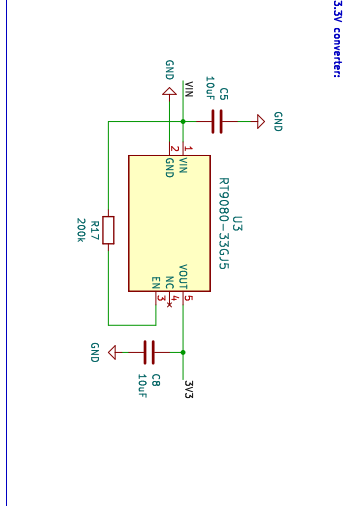 3.3V converter:
U3
RT9080-33GJ5
VIN
1
VIN
GND
2
GND
C5
10uF
GND
R17
200k
EN
3
NC
4
VOUT
5
3V3
C8
10uF
GND